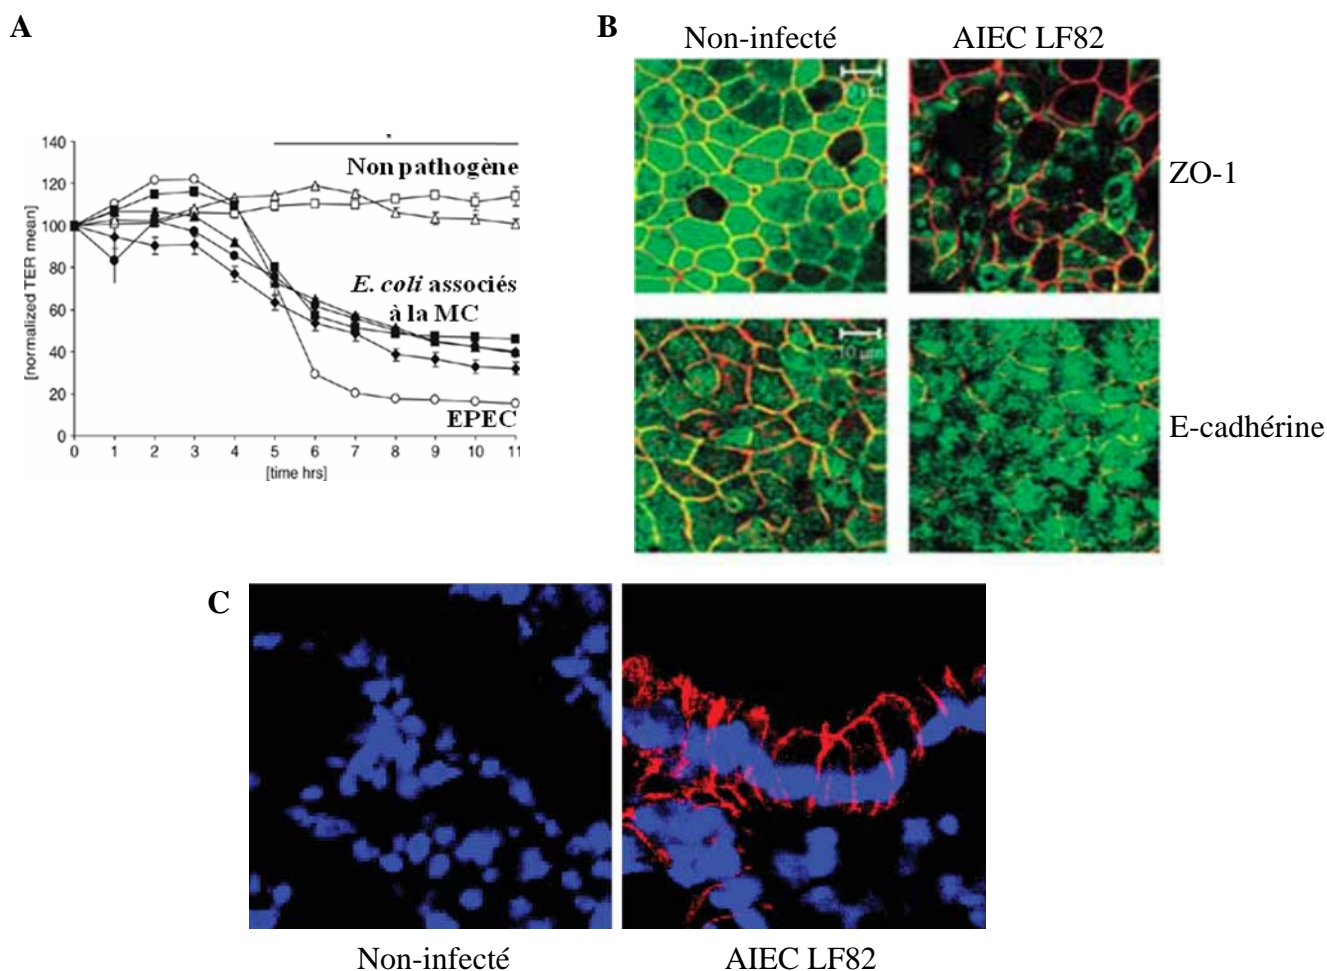 A
140
120
100
80
60
40
20
0
[normalized TER mean]
0 1 2 3 4 5 6 7 8 9 10 11
[time hrs]
Non pathogène
E. coli associés
à la MC
EPEC
B
Non-infecté
AIEC LF82
ZO-1
10 µm
E-cadhérine
C
Non-infecté
AIEC LF82